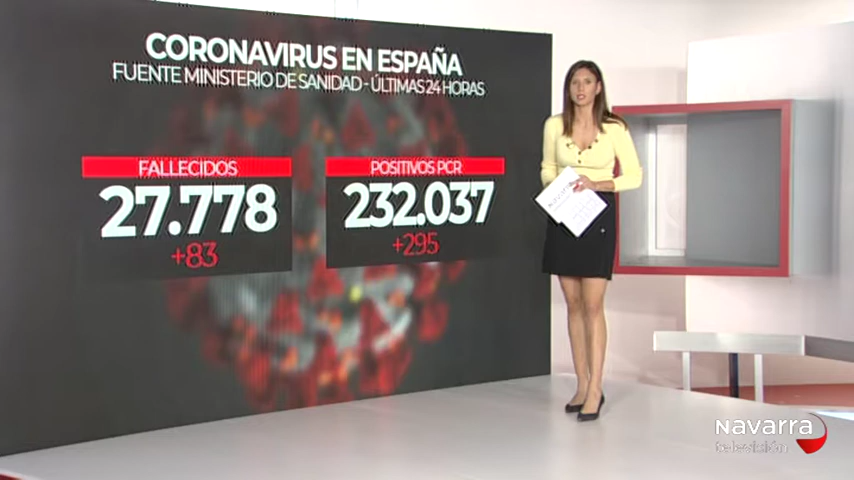 CORONAVIRUS EN ESPAÑA
FUENTE MINISTERIO DE SANIDAD - ÚLTIMAS 24 HORAS
FALLECIDOS
27.778
+83
POSITIVOS PCR
232.037
+295
Navarra
televisión